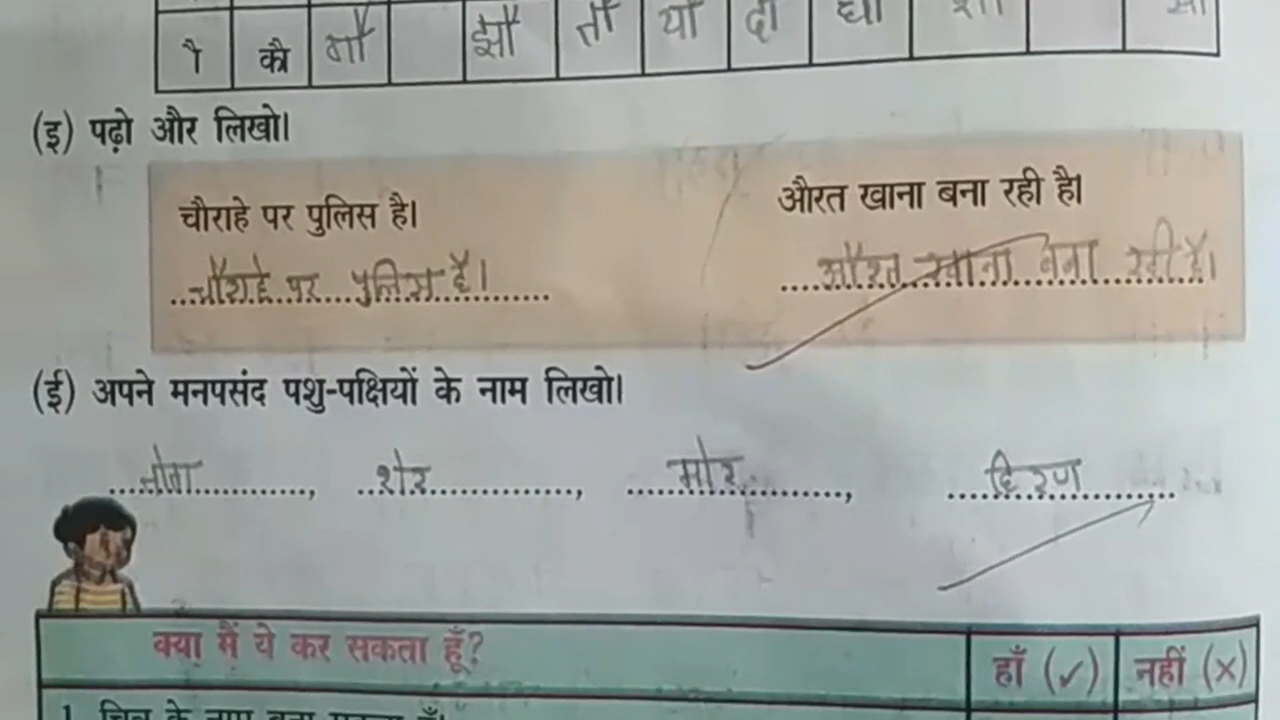 ौ कौ गौ झौ तौ यौ दौ
(इ) पढ़ो और लिखो।
चौराहे पर पुलिस है। औरत खाना बना रही है।
चौराहे पर पुलिस है। औरत खाना बना रही है।
(ई) अपने मनपसंद पशु-पक्षियों के नाम लिखो।
तोता, शेर, मोर, हिरण
क्या मैं ये कर सकता हूँ? हाँ (✓) नहीं (×)